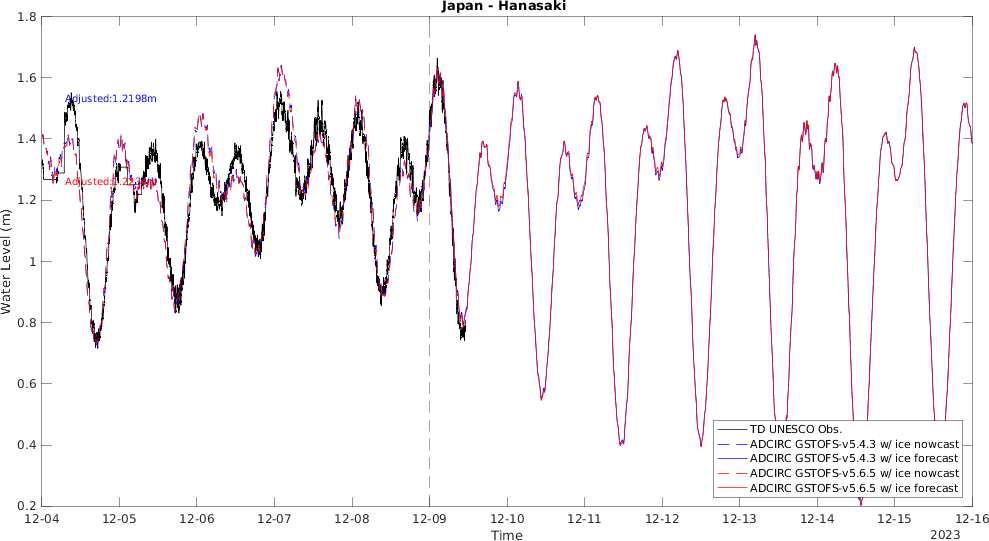 Japan - Hanasaki
Water Level (m)
1.8
1.6
1.4
1.2
1
0.8
0.6
0.4
0.2
Adjusted:1.2198m
TD UNESCO Obs.
ADCIRC GSTOFS-v5.4.3 w/ ice nowcast
ADCIRC GSTOFS-v5.4.3 w/ ice forecast
ADCIRC GSTOFS-v5.6.5 w/ ice nowcast
ADCIRC GSTOFS-v5.6.5 w/ ice forecast
12-04 12-05 12-06 12-07 12-08 12-09 12-10 12-11 12-12 12-13 12-14 12-15 12-16
Time
2023